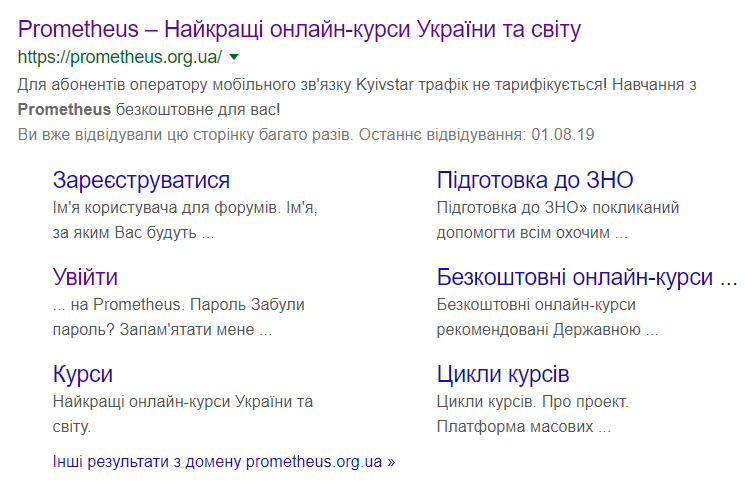 Prometheus – Найкращі онлайн-курси України та світу
https://prometheus.org.ua/
Для абонентів оператору мобільного зв'язку Kyivstar трафік не тарифікується! Навчання з
Prometheus безкоштовне для вас!
Ви вже відвідували цю сторінку багато разів. Останнє відвідування: 01.08.19
Зареєструватися
Ім'я користувача для форумів. Ім'я,
за яким Вас будуть ...
Підготовка до ЗНО
Підготовка до ЗНО» покликаний
допомогти всім охочим ...
Увійти
... на Prometheus. Пароль Забули
пароль? Запам'ятати мене ...
Безкоштовні онлайн-курси ...
Безкоштовні онлайн-курси
рекомендовані Державною ...
Курси
Найкращі онлайн-курси України та
світу.
Цикли курсів
Цикли курсів. Про проект.
Платформа масових ...
Інші результати з домену prometheus.org.ua »